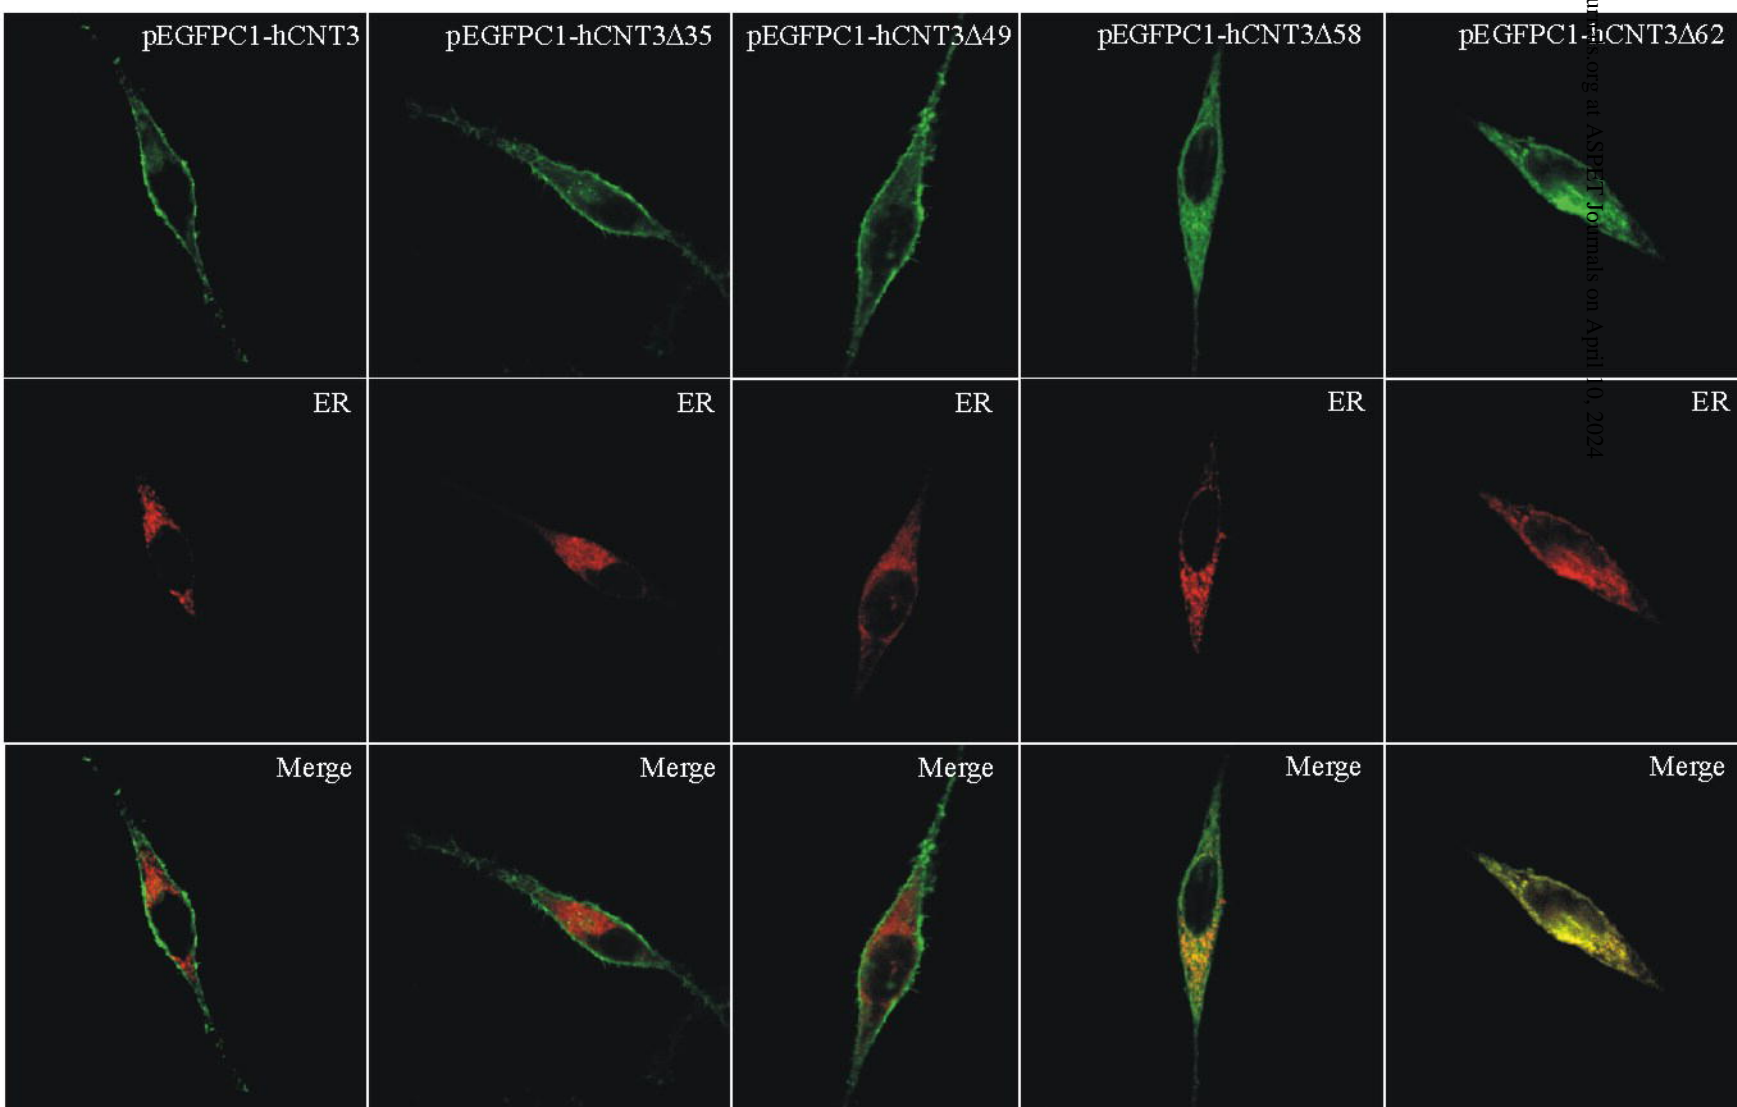 pEGFPC1-hCNT3
pEGFPC1-hCNT3Δ35
pEGFPC1-hCNT3Δ49
pEGFPC1-hCNT3Δ58
pEGFPC1-hCNT3Δ62
ER
ER
ER
ER
ER
Merge
Merge
Merge
Merge
Merge
at ASPET Journals on April 10, 2024